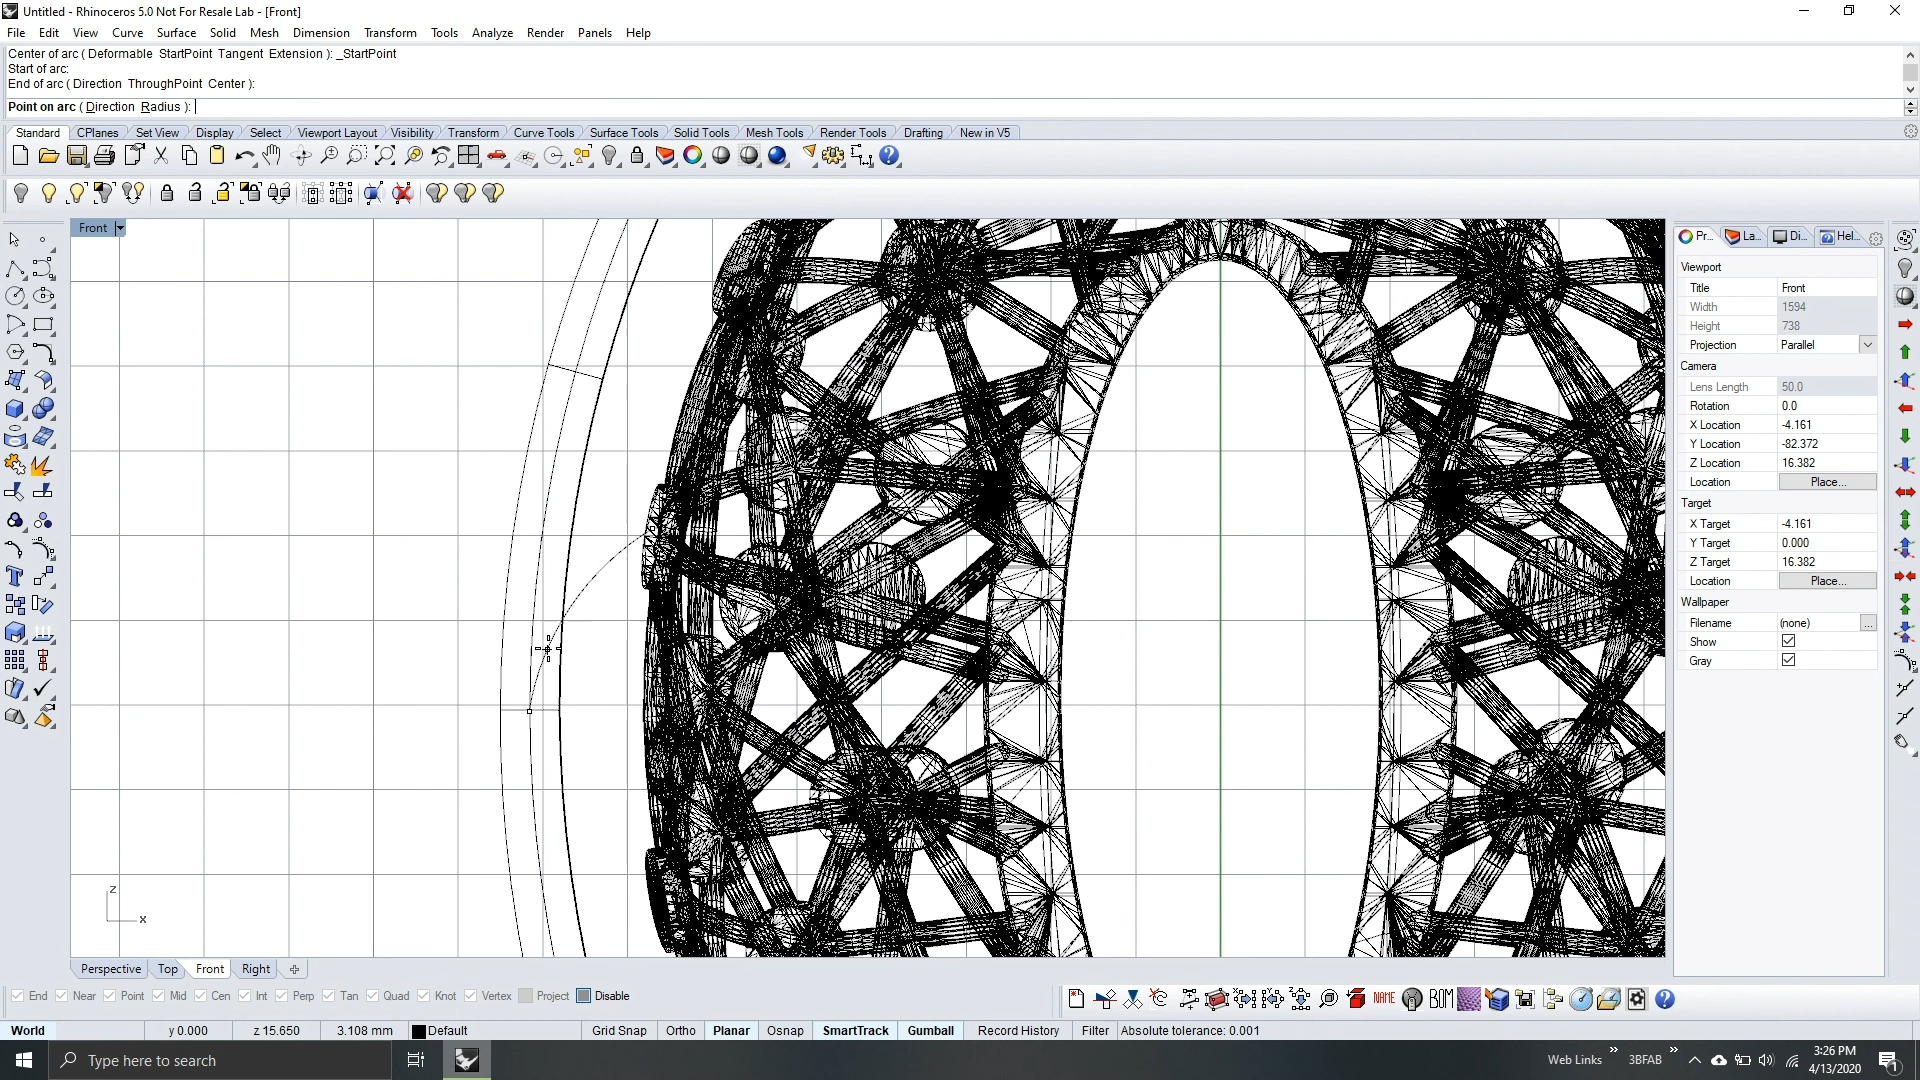 Untitled - Rhinoceros 5.0 Not For Resale Lab - [Front]
File Edit View Curve Surface Solid Mesh Dimension Transform Tools Analyze Render Panels Help
Center of arc ( Deformable StartPoint Tangent Extension ): _StartPoint
Start of arc:
End of arc ( Direction ThroughPoint Center ):
Point on arc ( Direction Radius ):
Standard CPlanes Set View Display Select Viewport Layout Visibility Transform Curve Tools Surface Tools Solid Tools Mesh Tools Render Tools Drafting New in V5
Front
Pr... La... Di... Hel...
Viewport
Title Front
Width 1594
Height 738
Projection Parallel
Camera
Lens Length 50.0
Rotation 0.0
X Location -4.161
Y Location -82.372
Z Location 16.382
Location Place...
Target
X Target -4.161
Y Target 0.000
Z Target 16.382
Location Place...
Wallpaper
Filename (none) ...
Show
Gray
z
x
Perspective Top Front Right
End Near Point Mid Cen Int Perp Tan Quad Knot Vertex Project Disable
NAME BOM
World y 0.000 z 15.650 3.108 mm Default Grid Snap Ortho Planar Osnap SmartTrack Gumball Record History Filter Absolute tolerance: 0.001
Type here to search
Web Links » 3BFAB »
3:26 PM
4/13/2020
1